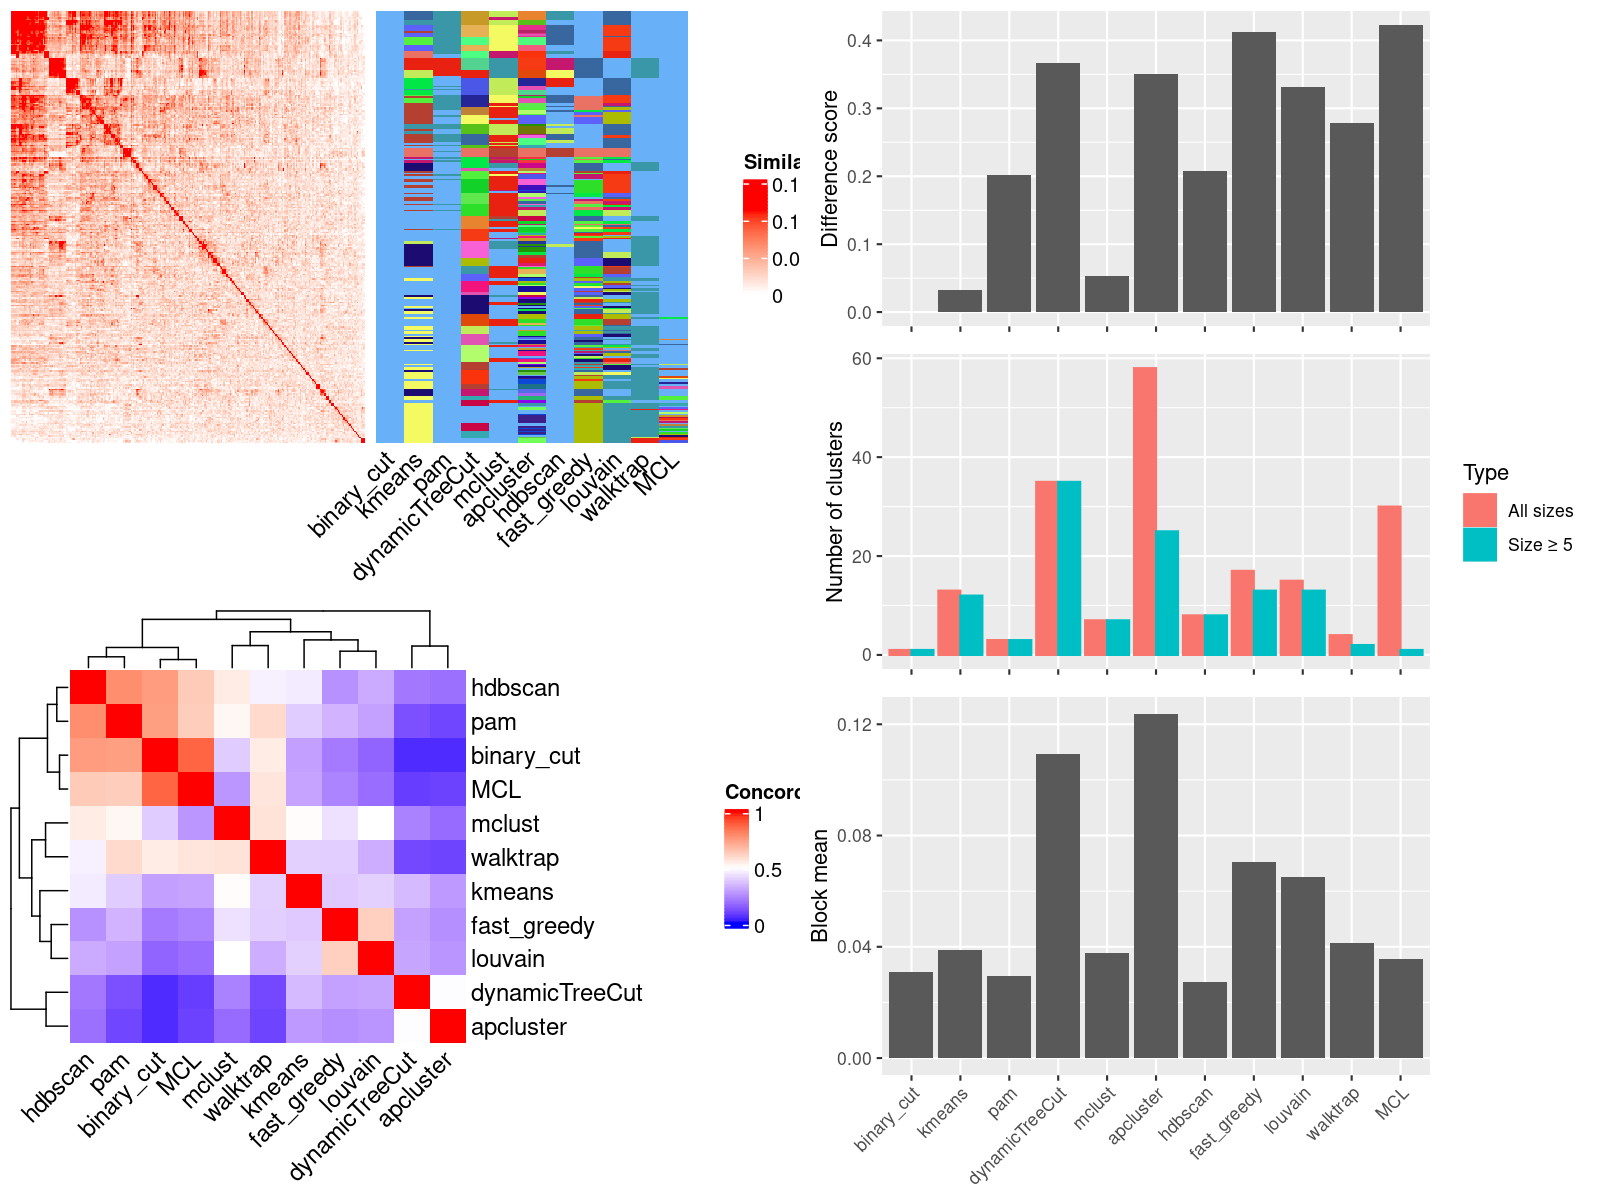 Simila
0.1
0.1
0.0
0
binary_cut
kmeans
pam
dynamicTreeCut
mclust
apcluster
hdbscan
fast_greedy
louvain
walktrap
MCL
hdbscan
pam
binary_cut
MCL
mclust
walktrap
kmeans
fast_greedy
louvain
dynamicTreeCut
apcluster
hdbscan
pam
binary_cut
MCL
mclust
walktrap
kmeans
fast_greedy
louvain
dynamicTreeCut
apcluster
Concord
1
0.5
0
Difference score
0.4
0.3
0.2
0.1
0.0
Number of clusters
60
40
20
0
Type
All sizes
Size ≥ 5
Block mean
0.12
0.08
0.04
0.00
binary_cut
kmeans
pam
dynamicTreeCut
mclust
apcluster
hdbscan
fast_greedy
louvain
walktrap
MCL